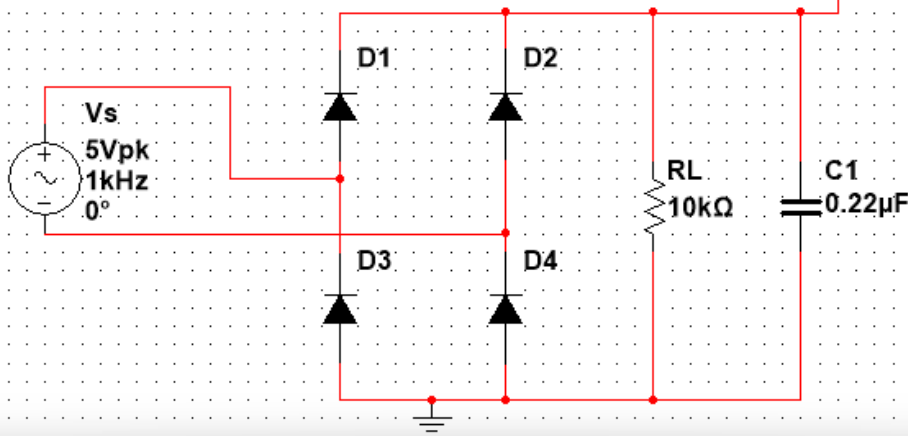 D1
D2
Vs
5Vpk
1kHz
0°
RL
10kΩ
C1
0.22µF
D3
D4